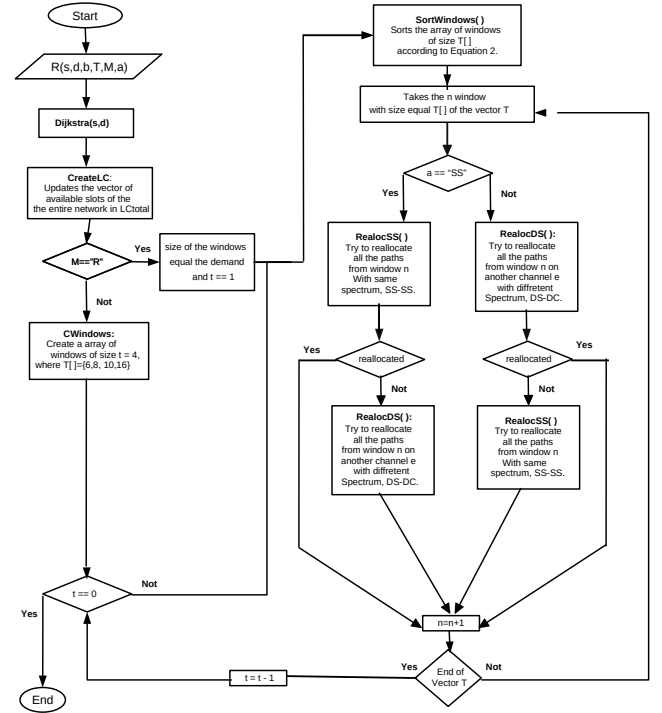 Start
R(s,d,b,T,M,a)
Dijkstra(s,d)
CreateLC:
Updates the vector of
available slots of the
the entire network in LCtotal
M=="R"
Yes
Not
size of the windows
equal the demand
and t == 1
CWindows:
Create a array of
windows of size t = 4,
where T[ ]={6,8, 10,16}
t == 0
Not
Yes
End
SortWindows( )
Sorts the array of windows
of size T[ ]
according to Equation 2.
Takes the n window
with size equal T[ ] of the vector T
a == "SS"
Yes
Not
RealocSS( )
Try to reallocate
all the paths
from window n
With same
spectrum, SS-SS.
RealocDS( ):
Try to reallocate
all the paths
from window n on
another channel e
with diffretent
Spectrum, DS-DC.
Yes
reallocated
Not
reallocated
Yes
Not
RealocDS( ):
Try to reallocate
all the paths
from window n on
another channel e
with diffretent
Spectrum, DS-DC.
RealocSS( )
Try to reallocate
all the paths
from window n
With same
spectrum, SS-SS.
n=n+1
End of
Vector T
Yes
Not
t = t - 1